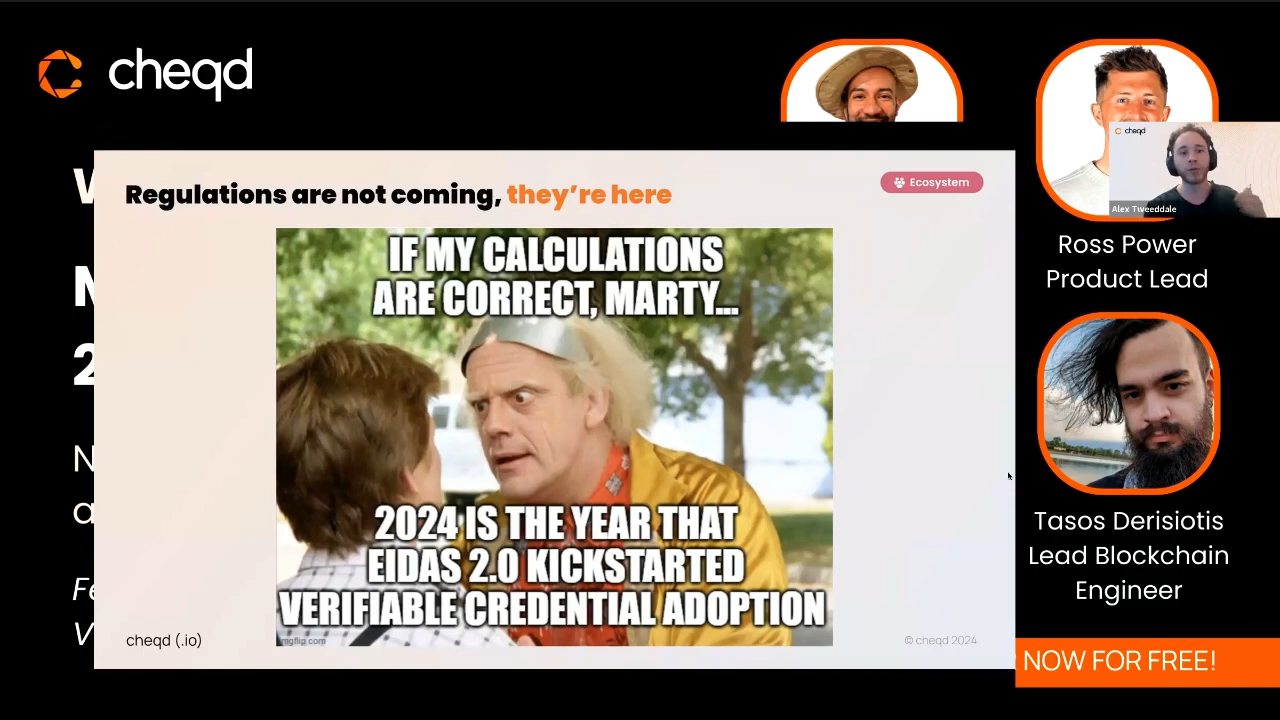 cheqd
cheqd
Alex Tweeddale
Regulations are not coming, they're here
Ecosystem
IF MY CALCULATIONS
ARE CORRECT, MARTY...
2024 IS THE YEAR THAT
EIDAS 2.0 KICKSTARTED
VERIFIABLE CREDENTIAL ADOPTION
imgflip.com
cheqd (.io)
© cheqd 2024
Ross Power
Product Lead
Tasos Derisiotis
Lead Blockchain
Engineer
NOW FOR FREE!